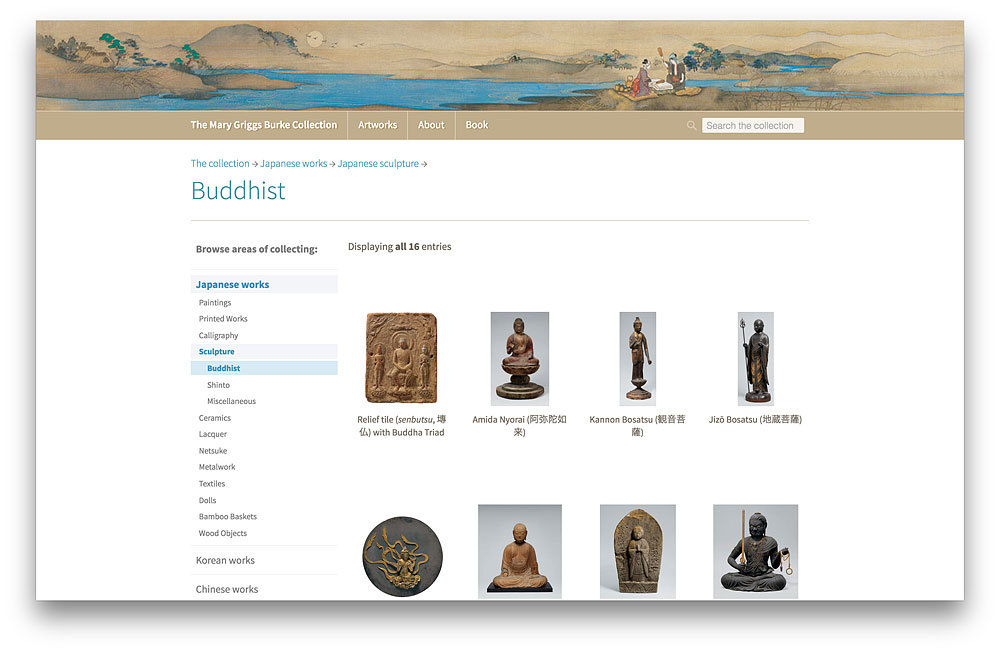 The Mary Griggs Burke Collection
Artworks
About
Book
Search the collection
The collection → Japanese works → Japanese sculpture →
Buddhist
Browse areas of collecting:
Japanese works
Paintings
Printed Works
Calligraphy
Sculpture
Buddhist
Shinto
Miscellaneous
Ceramics
Lacquer
Netsuke
Metalwork
Textiles
Dolls
Bamboo Baskets
Wood Objects
Korean works
Chinese works
Displaying all 16 entries
Relief tile (senbutsu, 塼
仏) with Buddha Triad
Amida Nyorai (阿弥陀如
来)
Kannon Bosatsu (観音菩
薩)
Jizō Bosatsu (地蔵菩薩)